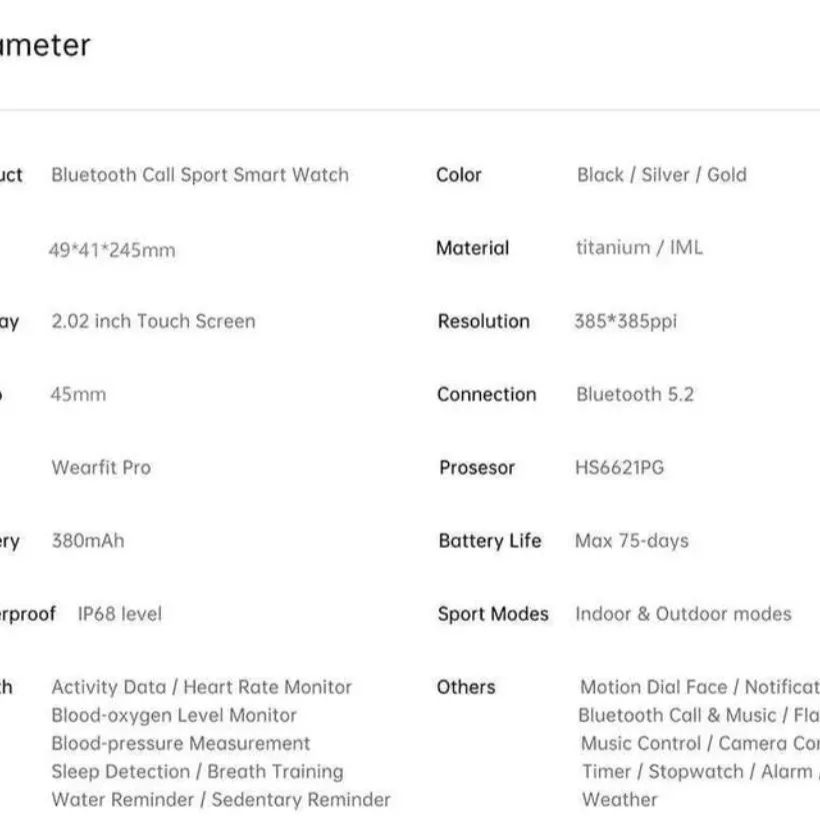 ameter
uct Bluetooth Call Sport Smart Watch Color Black / Silver / Gold
49*41*245mm Material titanium / IML
ay 2.02 inch Touch Screen Resolution 385*385ppi
45mm Connection Bluetooth 5.2
Wearfit Pro Prosesor HS6621PG
ery 380mAh Battery Life Max 75-days
erproof IP68 level Sport Modes Indoor & Outdoor modes
th Activity Data / Heart Rate Monitor Others Motion Dial Face / Notificat
Blood-oxygen Level Monitor Bluetooth Call & Music / Fla
Blood-pressure Measurement Music Control / Camera Con
Sleep Detection / Breath Training Timer / Stopwatch / Alarm /
Water Reminder / Sedentary Reminder Weather